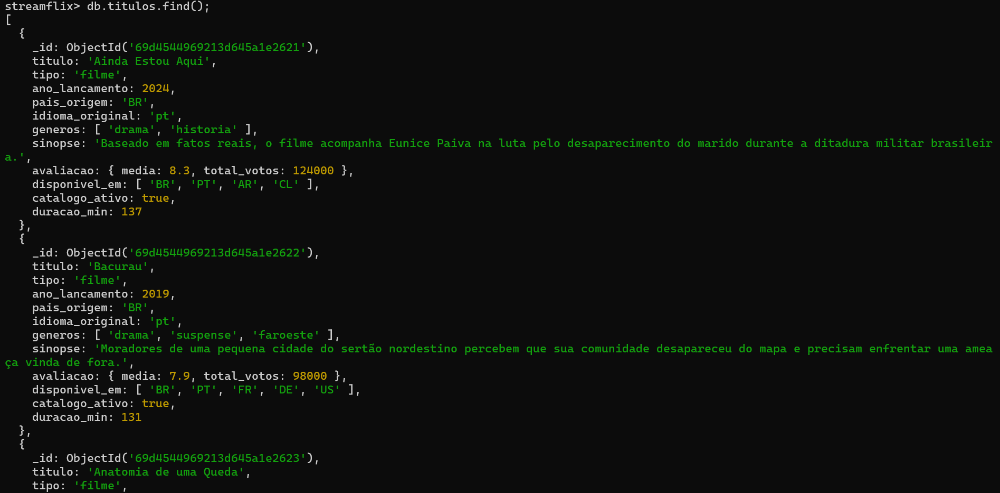 streamflix> db.titulos.find();
[
  {
    _id: ObjectId('69d4544969213d645a1e2621'),
    titulo: 'Ainda Estou Aqui',
    tipo: 'filme',
    ano_lancamento: 2024,
    pais_origem: 'BR',
    idioma_original: 'pt',
    generos: [ 'drama', 'historia' ],
    sinopse: 'Baseado em fatos reais, o filme acompanha Eunice Paiva na luta pelo desaparecimento do marido durante a ditadura militar brasileir
a.',
    avaliacao: { media: 8.3, total_votos: 124000 },
    disponivel_em: [ 'BR', 'PT', 'AR', 'CL' ],
    catalogo_ativo: true,
    duracao_min: 137
  },
  {
    _id: ObjectId('69d4544969213d645a1e2622'),
    titulo: 'Bacurau',
    tipo: 'filme',
    ano_lancamento: 2019,
    pais_origem: 'BR',
    idioma_original: 'pt',
    generos: [ 'drama', 'suspense', 'faroeste' ],
    sinopse: 'Moradores de uma pequena cidade do sertão nordestino percebem que sua comunidade desapareceu do mapa e precisam enfrentar uma amea
ça vinda de fora.',
    avaliacao: { media: 7.9, total_votos: 98000 },
    disponivel_em: [ 'BR', 'PT', 'FR', 'DE', 'US' ],
    catalogo_ativo: true,
    duracao_min: 131
  },
  {
    _id: ObjectId('69d4544969213d645a1e2623'),
    titulo: 'Anatomia de uma Queda',
    tipo: 'filme',